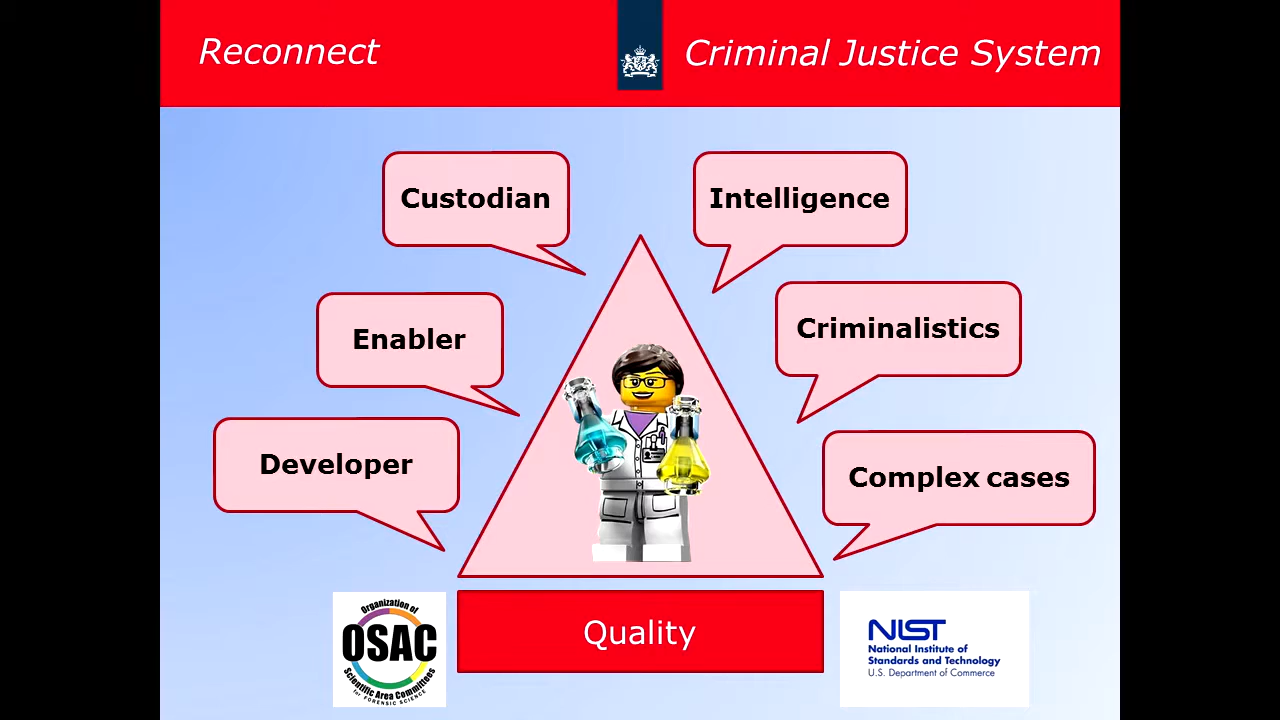 Reconnect
Criminal Justice System
Custodian
Intelligence
Enabler
Criminalistics
Developer
Complex cases
Quality
Organization of
OSAC
Scientific Area Committees
for FORENSIC SCIENCE
NIST
National Institute of
Standards and Technology
U.S. Department of Commerce